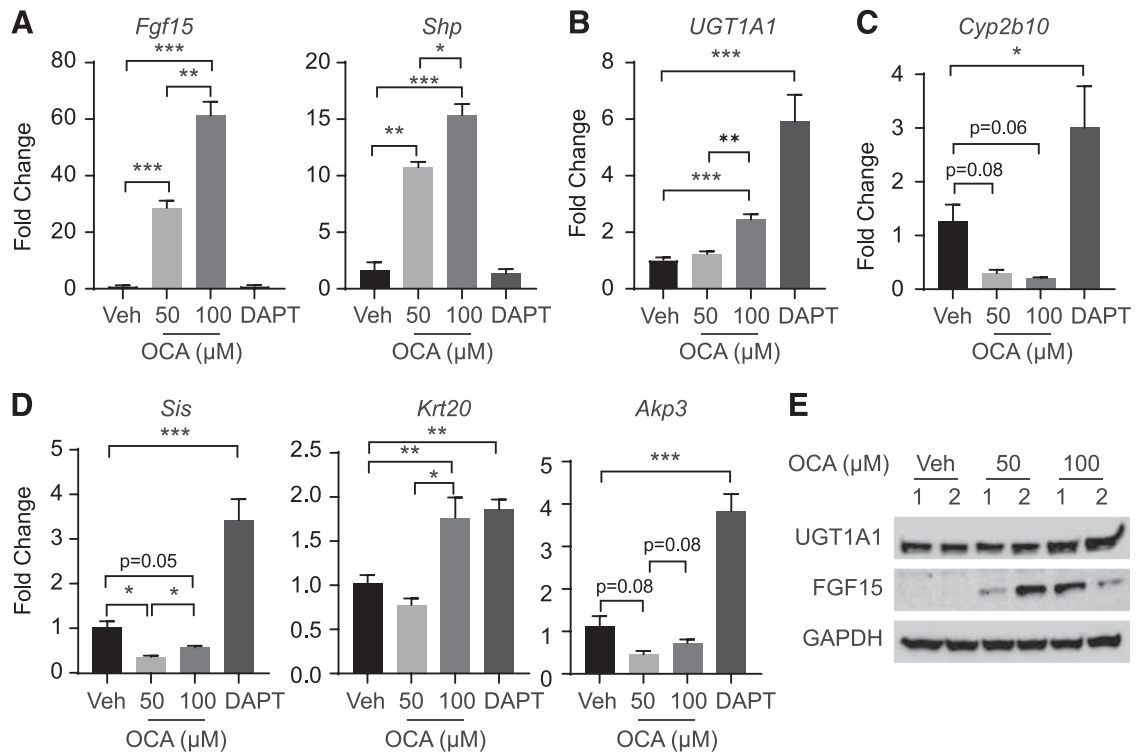 A
Fgf15
Fold Change
80
60
40
20
0
***
**
***
Veh 50 100 DAPT
OCA (µM)
Shp
20
15
10
5
0
*
***
**
Veh 50 100 DAPT
OCA (µM)
B
UGT1A1
Fold Change
8
6
4
2
0
***
**
***
Veh 50 100 DAPT
OCA (µM)
C
Cyp2b10
Fold Change
4
3
2
1
0
*
p=0.06
p=0.08
Veh 50 100 DAPT
OCA (µM)
D
Sis
Fold Change
5
4
3
2
1
0
***
p=0.05
* *
Veh 50 100 DAPT
OCA (µM)
Krt20
2.5
2.0
1.5
1.0
0.5
0.0
**
**
*
Veh 50 100 DAPT
OCA (µM)
Akp3
5
4
3
2
1
0
***
p=0.08
p=0.08
Veh 50 100 DAPT
OCA (µM)
E
OCA (µM) Veh 50 100
1 2 1 2 1 2
UGT1A1
FGF15
GAPDH